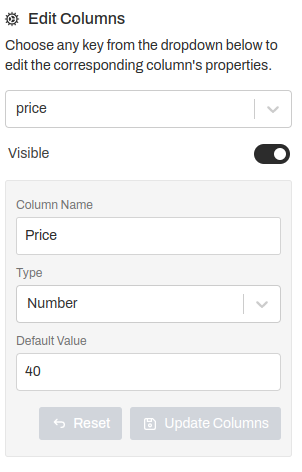 Edit Columns
Choose any key from the dropdown below to
edit the corresponding column's properties.
price
Visible
Column Name
Price
Type
Number
Default Value
40
Reset
Update Columns